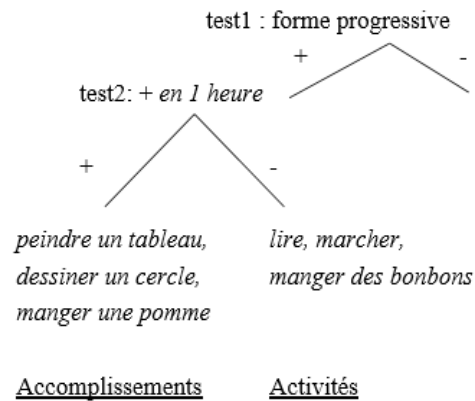 test1 : forme progressive
+ -
test2: + en 1 heure
+ -
peindre un tableau,
dessiner un cercle,
manger une pomme
lire, marcher,
manger des bonbons
Accomplissements
Activités